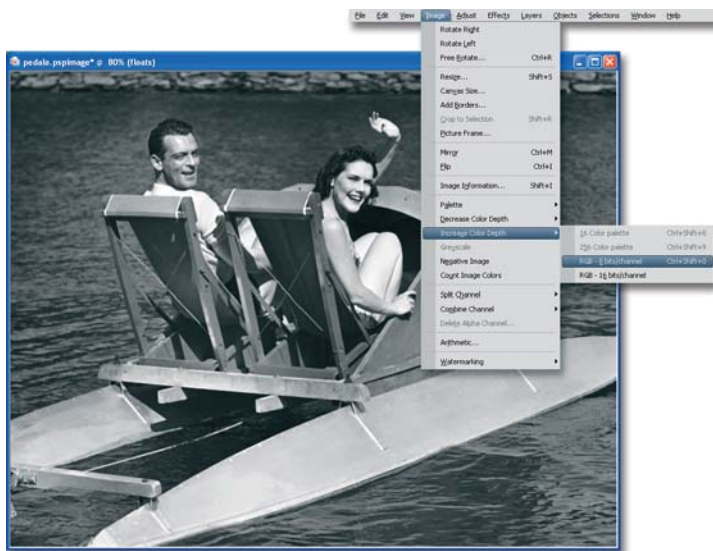 File Edit View Image Adjust Effects Layers Objects Selections Window Help
pedalo.pspimage* @ 80% (floats)
Rotate Right
Rotate Left
Free Rotate... Ctrl+R
Resize... Shift+S
Canvas Size...
Add Borders...
Crop to Selection Shift+R
Picture Frame...
Mirror Ctrl+M
Flip Ctrl+I
Image Information... Shift+I
Palette
Decrease Color Depth
Increase Color Depth
16 Color palette Ctrl+Shift+8
256 Color palette Ctrl+Shift+9
RGB - 8 bits/channel Ctrl+Shift+0
RGB - 16 bits/channel
Greyscale
Negative Image
Count Image Colors
Split Channel
Combine Channel
Delete Alpha Channel...
Arithmetic...
Watermarking